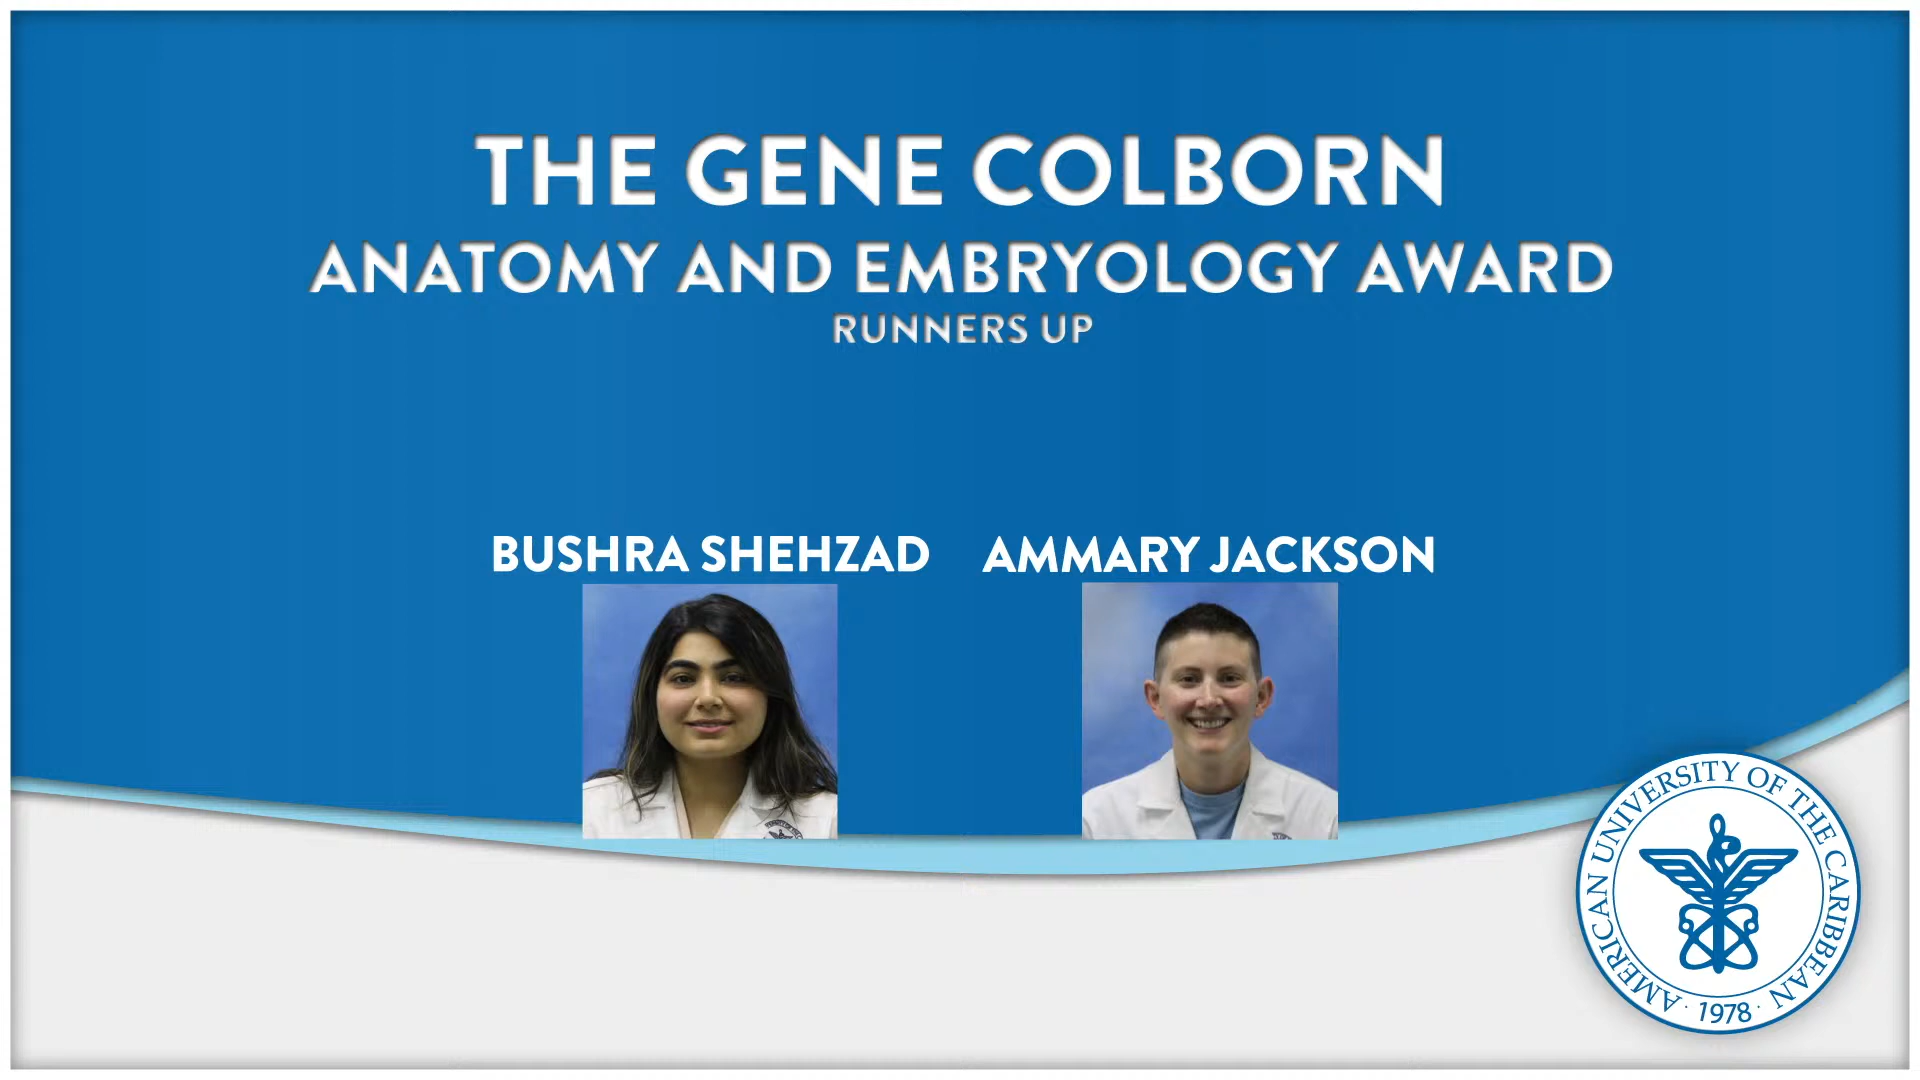 THE GENE COLBORN
ANATOMY AND EMBRYOLOGY AWARD
RUNNERS UP
BUSHRA SHEHZAD
AMMARY JACKSON
AMERICAN UNIVERSITY OF THE CARIBBEAN
· 1978 ·